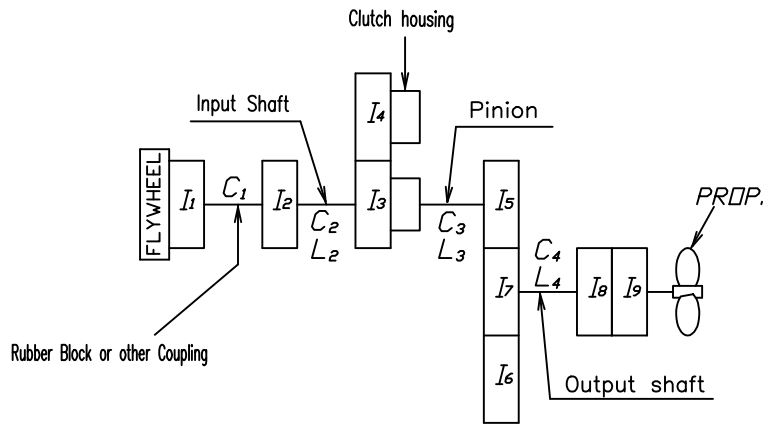 Clutch housing
Input Shaft
I4
Pinion
FLYWHEEL
I1
C1
I2
C2
L2
I3
C3
L3
I5
PROP.
C4
L4
I7
I8
I9
Rubber Block or other Coupling
I6
Output shaft